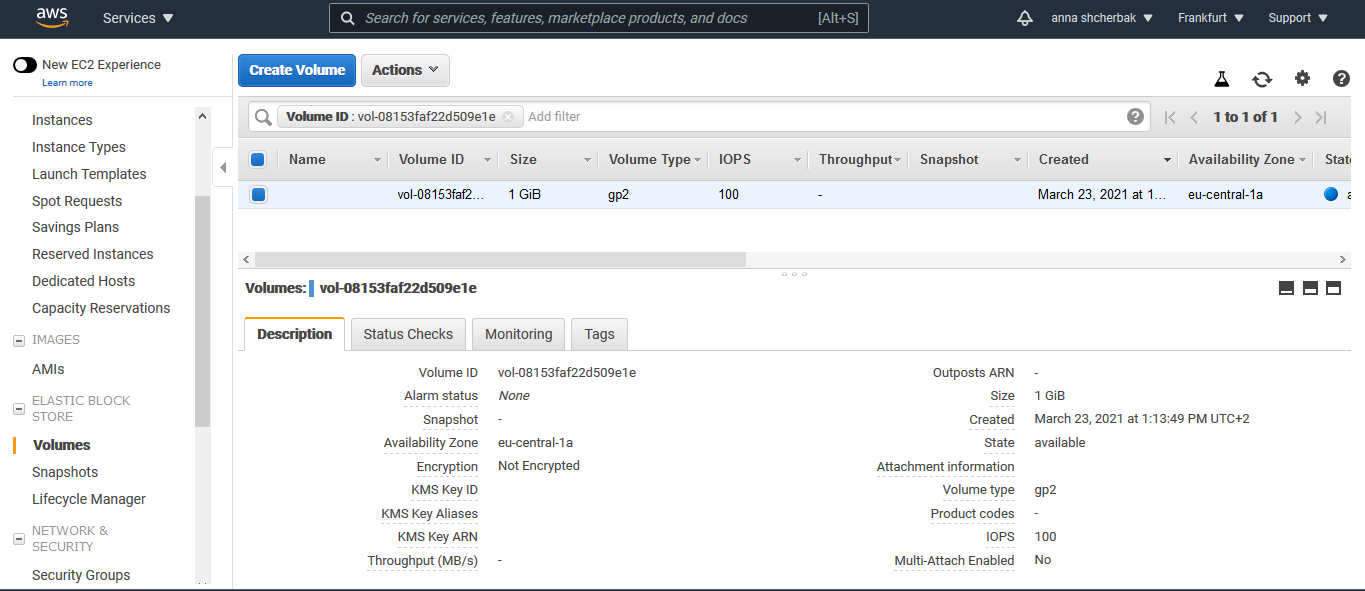 aws Services Search for services, features, marketplace products, and docs [Alt+S] anna shcherbak Frankfurt Support
New EC2 Experience
Learn more
Instances
Instance Types
Launch Templates
Spot Requests
Savings Plans
Reserved Instances
Dedicated Hosts
Capacity Reservations
IMAGES
AMIs
ELASTIC BLOCK
STORE
Volumes
Snapshots
Lifecycle Manager
NETWORK &
SECURITY
Security Groups
Create Volume Actions
Volume ID : vol-08153faf22d509e1e Add filter 1 to 1 of 1
Name Volume ID Size Volume Type IOPS Throughput Snapshot Created Availability Zone State
vol-08153faf2... 1 GiB gp2 100 - March 23, 2021 at 1... eu-central-1a a
Volumes: vol-08153faf22d509e1e
Description Status Checks Monitoring Tags
Volume ID vol-08153faf22d509e1e
Alarm status None
Snapshot -
Availability Zone eu-central-1a
Encryption Not Encrypted
KMS Key ID
KMS Key Aliases
KMS Key ARN
Throughput (MB/s) -
Outposts ARN -
Size 1 GiB
Created March 23, 2021 at 1:13:49 PM UTC+2
State available
Attachment information
Volume type gp2
Product codes -
IOPS 100
Multi-Attach Enabled No